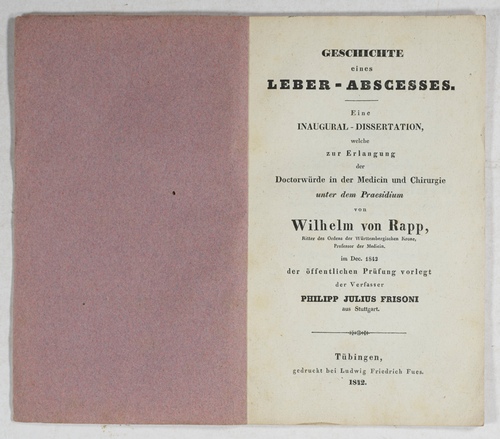 GESCHICHTE
eines
LEBER-ABSCESSES.
Eine
INAUGURAL-DISSERTATION,
welche
zur Erlangung
der
Doctorwürde in der Medicin und Chirurgie
unter dem Praesidium
von
Wilhelm von Rapp,
Ritter des Ordens der Württembergischen Krone,
Professor der Medicin,
im Dec. 1842
der öffentlichen Prüfung vorlegt
der Verfasser
PHILIPP JULIUS FRISONI
aus Stuttgart.
Tübingen,
gedruckt bei Ludwig Friedrich Fues.
1842.